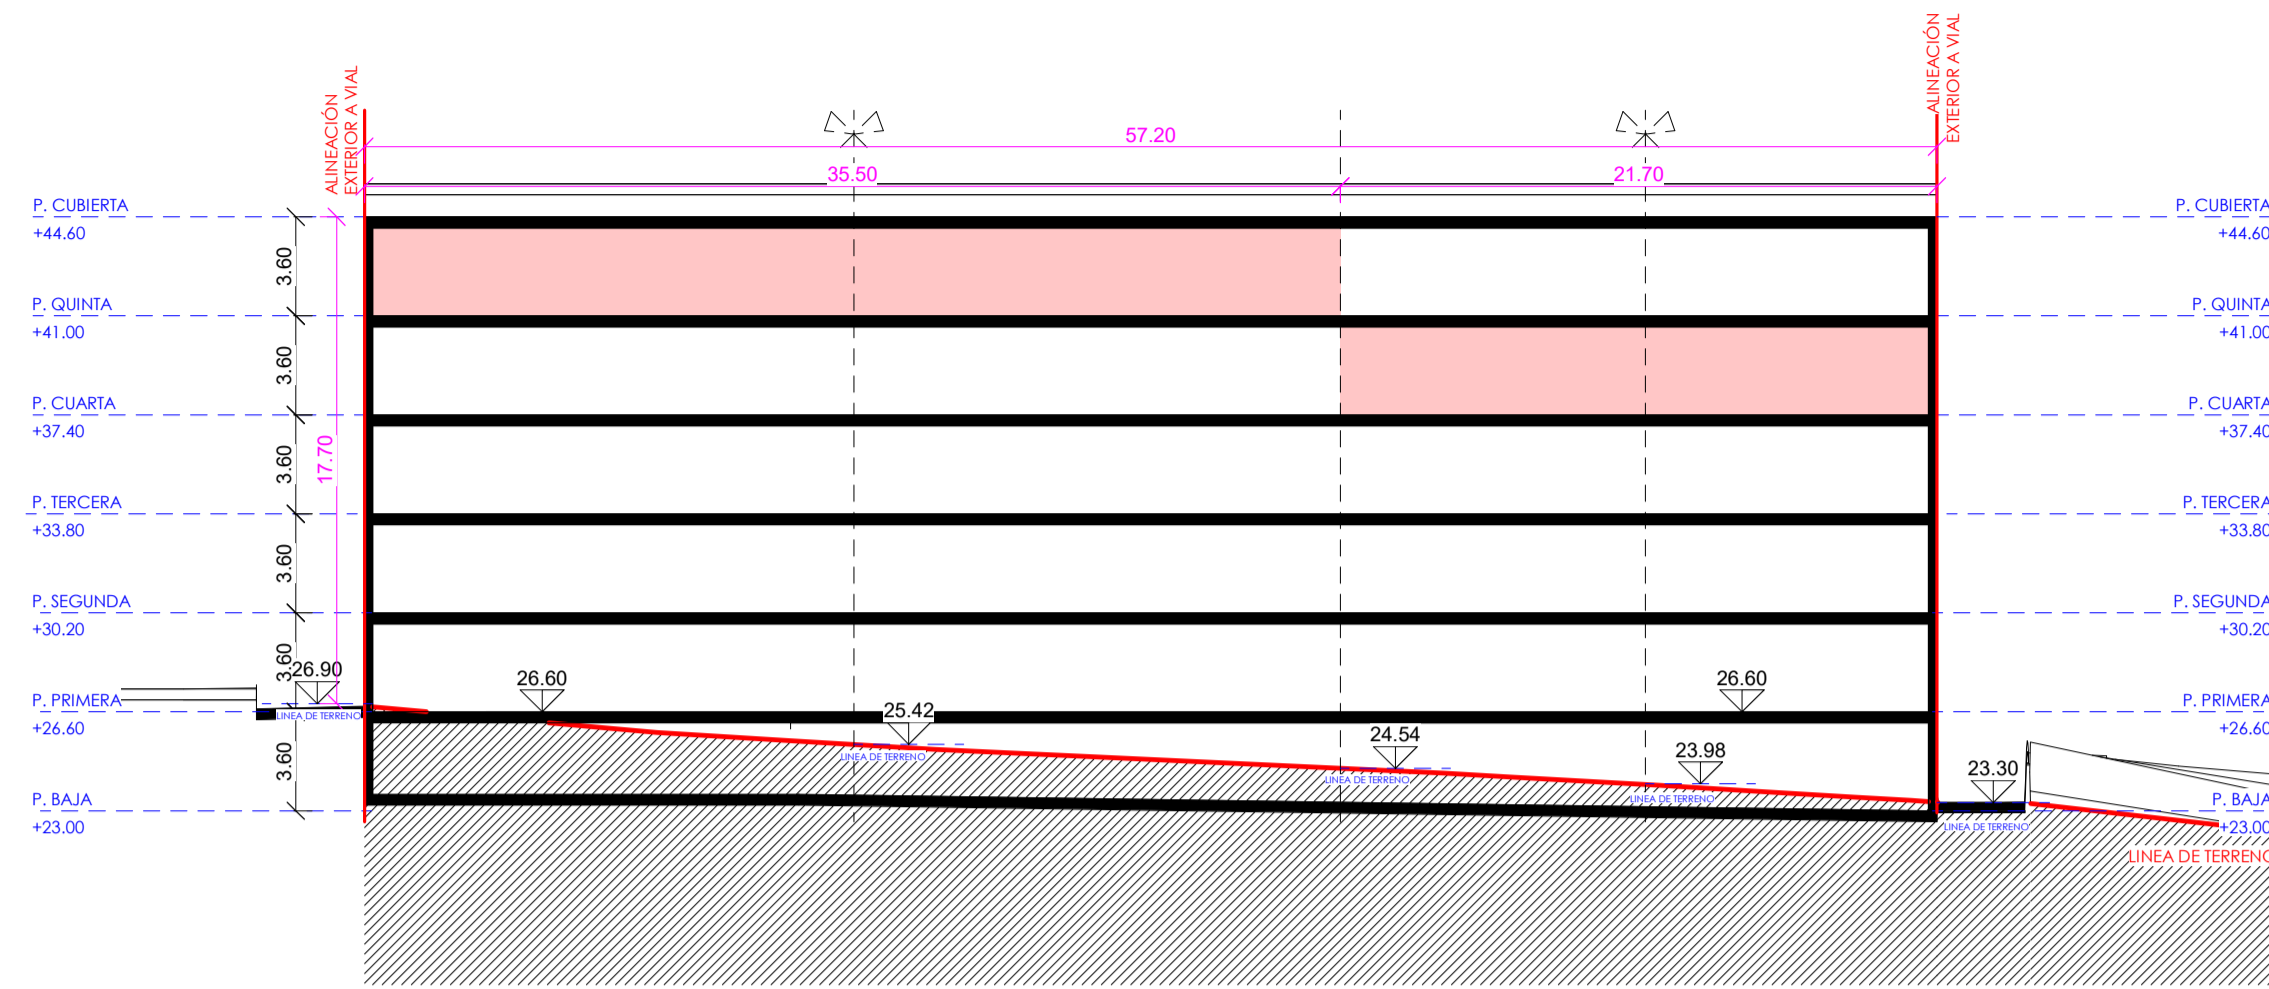 ALINEACIÓN
EXTERIOR A VIAL
ALINEACIÓN
EXTERIOR A VIAL
57.20
35.50
21.70
P. CUBIERTA
+44.60
P. CUBIERTA
+44.60
3.60
P. QUINTA
+41.00
P. QUINTA
+41.00
3.60
P. CUARTA
+37.40
P. CUARTA
+37.40
3.60
17.70
P. TERCERA
+33.80
P. TERCERA
+33.80
3.60
P. SEGUNDA
+30.20
P. SEGUNDA
+30.20
3.60
26.90
26.60
26.60
P. PRIMERA
+26.60
LINEA DE TERRENO
25.42
LINEA DE TERRENO
24.54
LINEA DE TERRENO
23.98
LINEA DE TERRENO
P. PRIMERA
+26.60
3.60
23.30
P. BAJA
+23.00
LINEA DE TERRENO
P. BAJA
+23.00
LINEA DE TERRENO